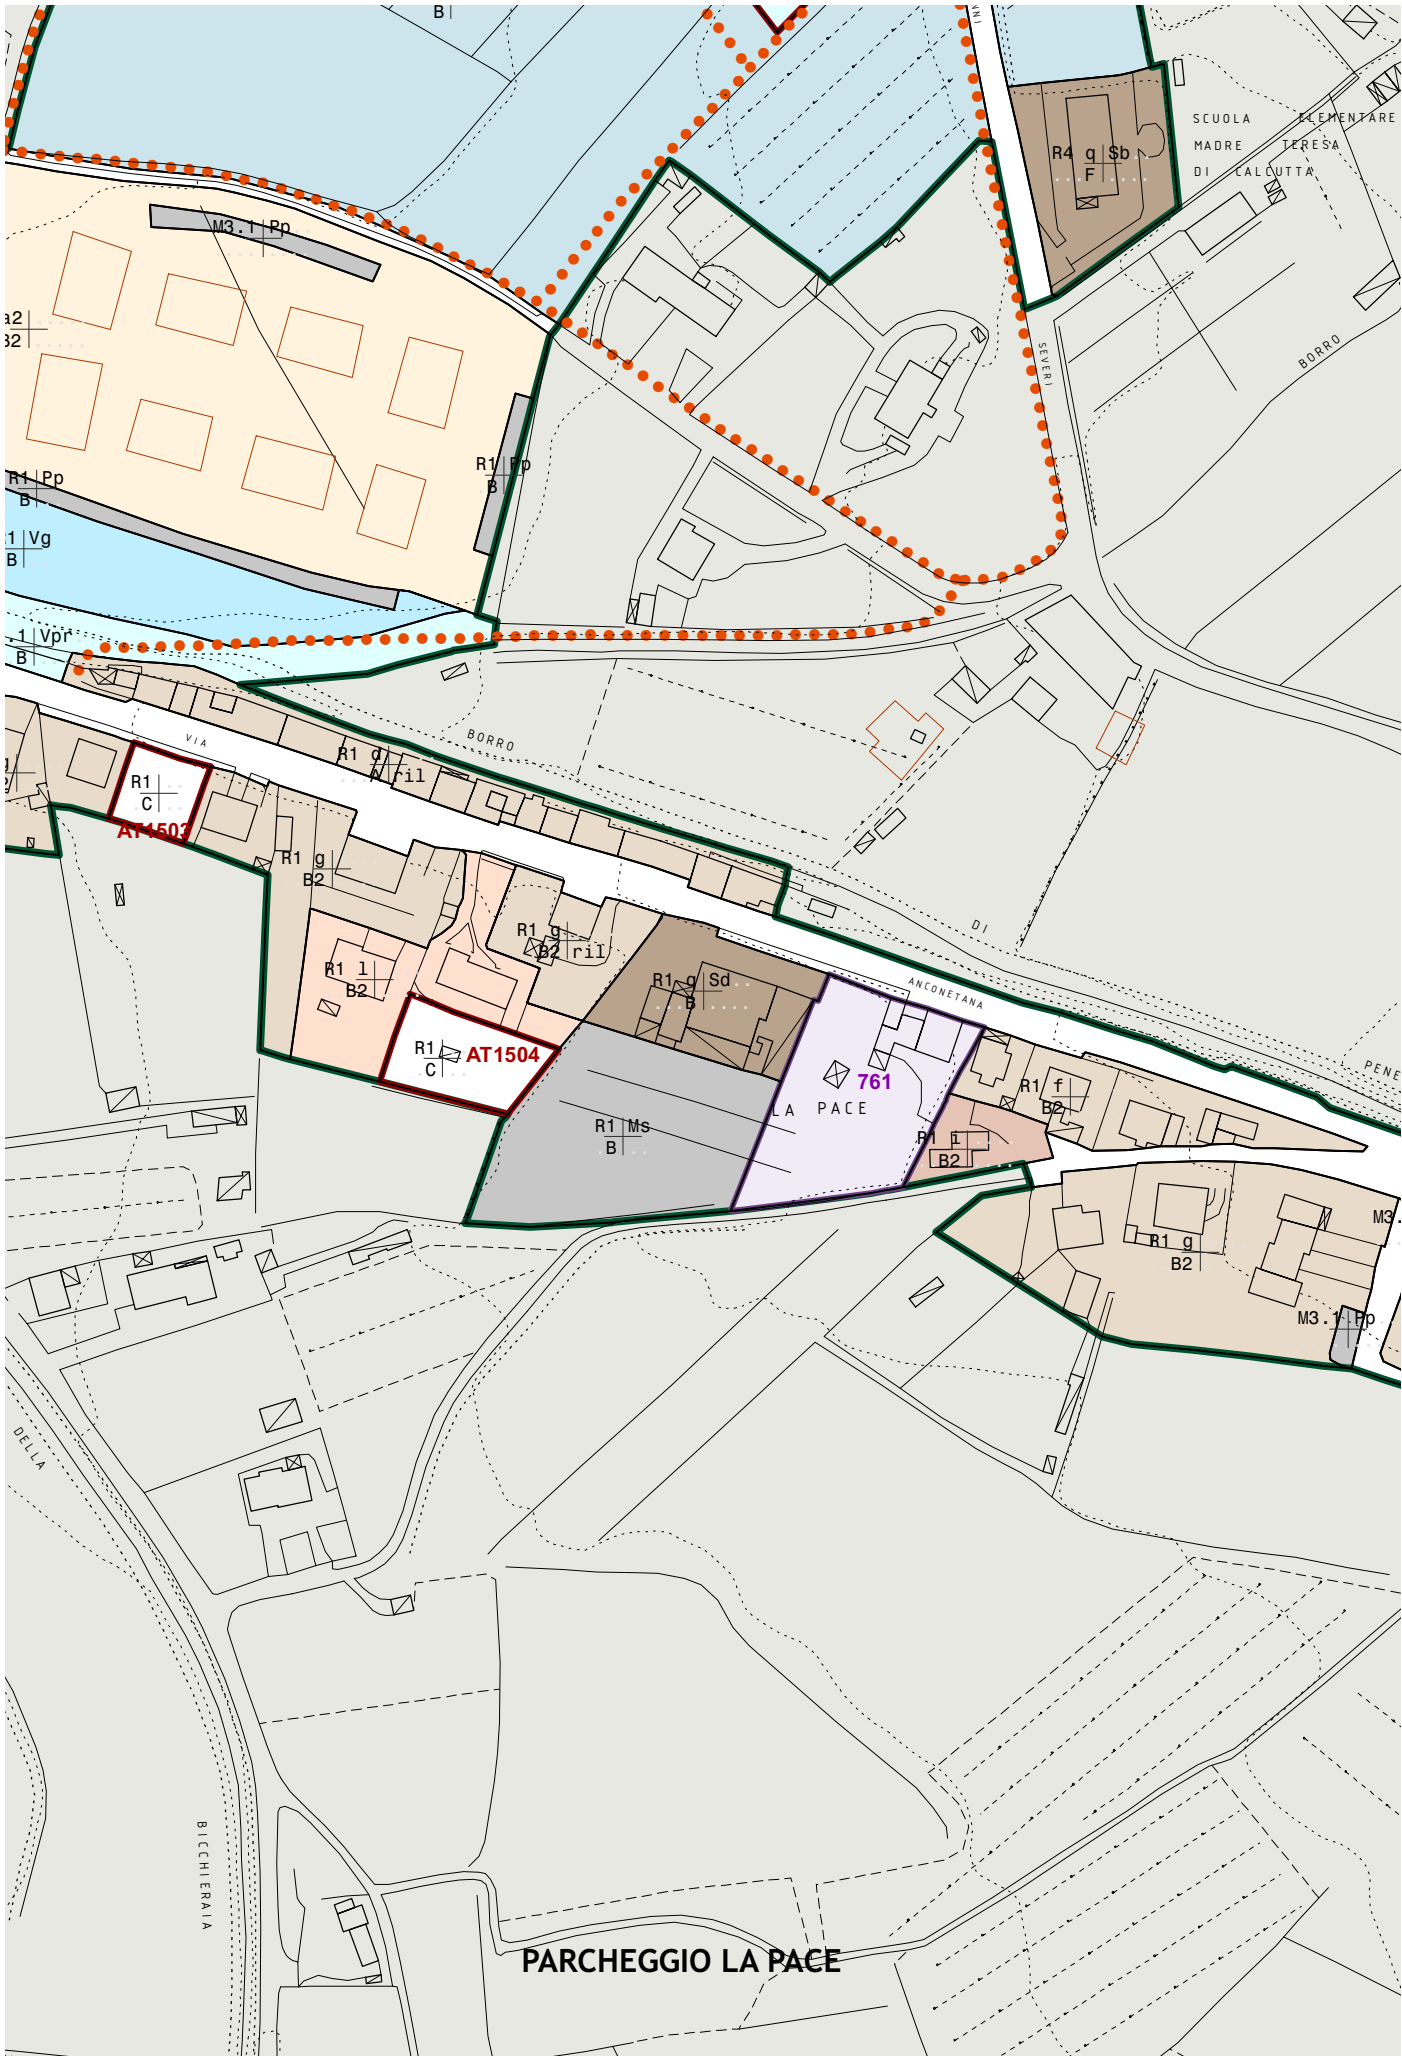 B
NNI
SCUOLA ELEMENTARE
MADRE TERESA
DI CALCUTTA
R4 q Sb
F
M3.1 Pp
a2
B2
SEVERI
BORRO
R1 Pp
B
R1 Pp
B
1 Vg
B
.1 Vpr
B
VIA
BORRO
R1 d
A ril
R1
C
AT1503
R1 g
B2
DI
R1 g
B2 ril
R1 l
B2
R1 q Sd
B
ANCONETANA
R1
C
AT1504
761
LA PACE
PENE
R1 f
B2
R1 Ms
B
R1 i
B2
M3.
R1 g
B2
M3.1 Pp
DELLA
BICCHIERAIA
PARCHEGGIO LA PACE